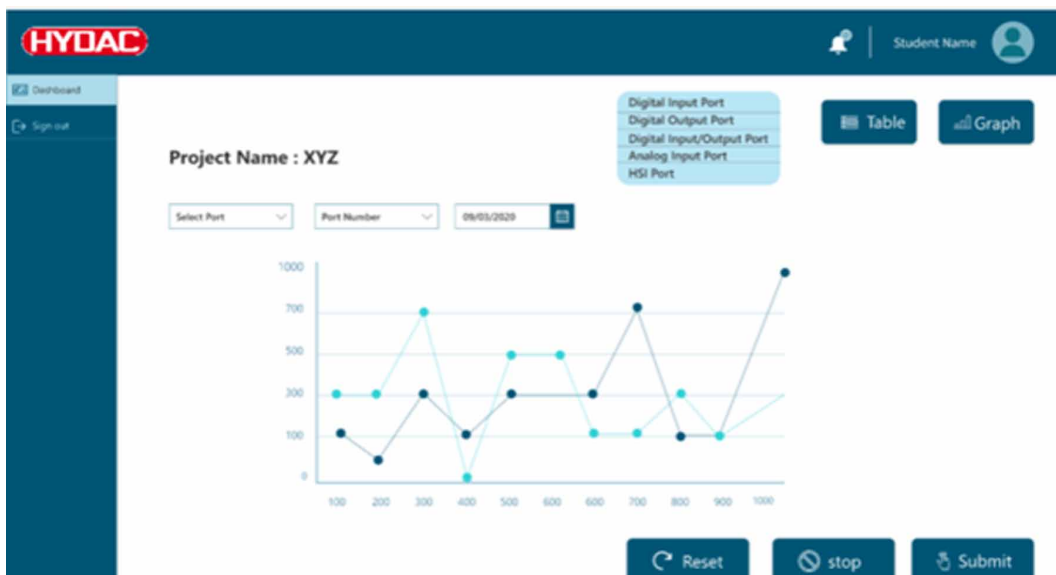 HYDAC
Student Name
Dashboard
Sign out
Digital Input Port
Digital Output Port
Digital Input/Output Port
Analog Input Port
HSI Port
Table
Graph
Project Name : XYZ
Select Port
Port Number
09/03/2020
1000
700
500
300
100
0
100 200 300 400 500 600 600 700 800 900 1000
Reset
stop
Submit